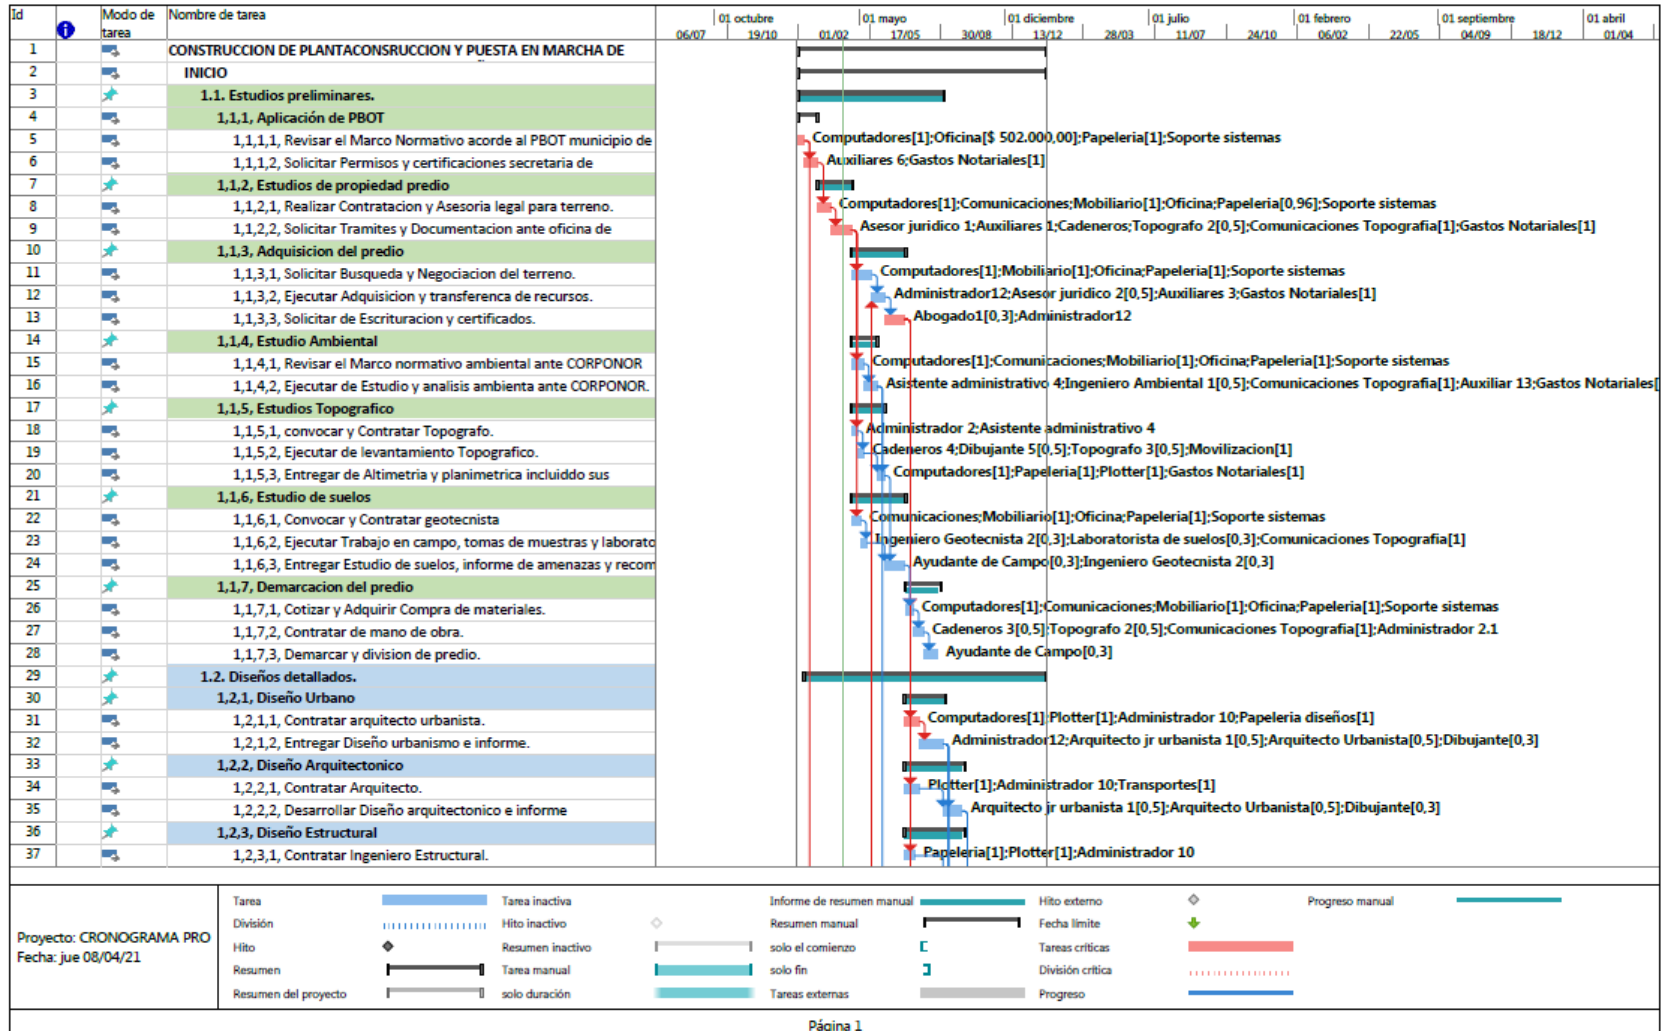 Id Modo de tarea Nombre de tarea
01 octubre 01 mayo 01 diciembre 01 julio 01 febrero 01 septiembre 01 abril
06/07 19/10 01/02 17/05 30/08 13/12 28/03 11/07 24/10 06/02 22/05 04/09 18/12 01/04
1 CONSTRUCCION DE PLANTACONSRUCCION Y PUESTA EN MARCHA DE
2 INICIO
3 1.1. Estudios preliminares.
4 1,1,1, Aplicación de PBOT
5 1,1,1,1, Revisar el Marco Normativo acorde al PBOT municipio de Computadores[1];Oficina[$ 502.000,00];Papeleria[1];Soporte sistemas
6 1,1,1,2, Solicitar Permisos y certificaciones secretaria de Auxiliares 6;Gastos Notariales[1]
7 1,1,2, Estudios de propiedad predio
8 1,1,2,1, Realizar Contratacion y Asesoria legal para terreno. Computadores[1];Comunicaciones;Mobiliario[1];Oficina;Papeleria[0,96];Soporte sistemas
9 1,1,2,2, Solicitar Tramites y Documentacion ante oficina de Asesor juridico 1;Auxiliares 1;Cadeneros;Topografo 2[0,5];Comunicaciones Topografia[1];Gastos Notariales[1]
10 1,1,3, Adquisicion del predio
11 1,1,3,1, Solicitar Busqueda y Negociacion del terreno. Computadores[1];Mobiliario[1];Oficina;Papeleria[1];Soporte sistemas
12 1,1,3,2, Ejecutar Adquisicion y transferenca de recursos. Administrador12;Asesor juridico 2[0,5];Auxiliares 3;Gastos Notariales[1]
13 1,1,3,3, Solicitar de Escrituracion y certificados. Abogado1[0,3];Administrador12
14 1,1,4, Estudio Ambiental
15 1,1,4,1, Revisar el Marco normativo ambiental ante CORPONOR Computadores[1];Comunicaciones;Mobiliario[1];Oficina;Papeleria[1];Soporte sistemas
16 1,1,4,2, Ejecutar de Estudio y analisis ambienta ante CORPONOR. Asistente administrativo 4;Ingeniero Ambiental 1[0,5];Comunicaciones Topografia[1];Auxiliar 13;Gastos Notariales[
17 1,1,5, Estudios Topografico
18 1,1,5,1, convocar y Contratar Topografo. Administrador 2;Asistente administrativo 4
19 1,1,5,2, Ejecutar de levantamiento Topografico. Cadeneros 4;Dibujante 5[0,5];Topografo 3[0,5];Movilizacion[1]
20 1,1,5,3, Entregar de Altimetria y planimetrica incluiddo sus Computadores[1];Papeleria[1];Plotter[1];Gastos Notariales[1]
21 1,1,6, Estudio de suelos
22 1,1,6,1, Convocar y Contratar geotecnista Comunicaciones;Mobiliario[1];Oficina;Papeleria[1];Soporte sistemas
23 1,1,6,2, Ejecutar Trabajo en campo, tomas de muestras y laborato Ingeniero Geotecnista 2[0,3];Laboratorista de suelos[0,3];Comunicaciones Topografia[1]
24 1,1,6,3, Entregar Estudio de suelos, informe de amenazas y recom Ayudante de Campo[0,3];Ingeniero Geotecnista 2[0,3]
25 1,1,7, Demarcacion del predio
26 1,1,7,1, Cotizar y Adquirir Compra de materiales. Computadores[1];Comunicaciones;Mobiliario[1];Oficina;Papeleria[1];Soporte sistemas
27 1,1,7,2, Contratar de mano de obra. Cadeneros 3[0,5];Topografo 2[0,5];Comunicaciones Topografia[1];Administrador 2.1
28 1,1,7,3, Demarcar y division de predio. Ayudante de Campo[0,3]
29 1.2. Diseños detallados.
30 1,2,1, Diseño Urbano
31 1,2,1,1, Contratar arquitecto urbanista. Computadores[1];Plotter[1];Administrador 10;Papeleria diseños[1]
32 1,2,1,2, Entregar Diseño urbanismo e informe. Administrador12;Arquitecto jr urbanista 1[0,5];Arquitecto Urbanista[0,5];Dibujante[0,3]
33 1,2,2, Diseño Arquitectonico
34 1,2,2,1, Contratar Arquitecto. Plotter[1];Administrador 10;Transportes[1]
35 1,2,2,2, Desarrollar Diseño arquitectonico e informe Arquitecto jr urbanista 1[0,5];Arquitecto Urbanista[0,5];Dibujante[0,3]
36 1,2,3, Diseño Estructural
37 1,2,3,1, Contratar Ingeniero Estructural. Papeleria[1];Plotter[1];Administrador 10
Proyecto: CRONOGRAMA PRO
Fecha: jue 08/04/21
Tarea Tarea inactiva Informe de resumen manual Hito externo Progreso manual
División Hito inactivo Resumen manual Fecha límite
Hito Resumen inactivo solo el comienzo Tareas críticas
Resumen Tarea manual solo fin División crítica
Resumen del proyecto solo duración Tareas externas Progreso
Página 1